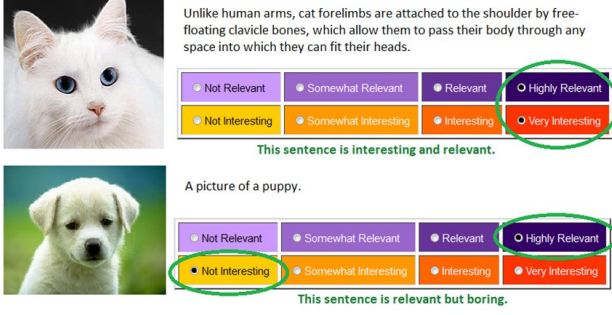 Unlike human arms, cat forelimbs are attached to the shoulder by free-
floating clavicle bones, which allow them to pass their body through any
space into which they can fit their heads.
Not Relevant Somewhat Relevant Relevant Highly Relevant
Not Interesting Somewhat Interesting Interesting Very Interesting
This sentence is interesting and relevant.
A picture of a puppy.
Not Relevant Somewhat Relevant Relevant Highly Relevant
Not Interesting Somewhat Interesting Interesting Very Interesting
This sentence is relevant but boring.